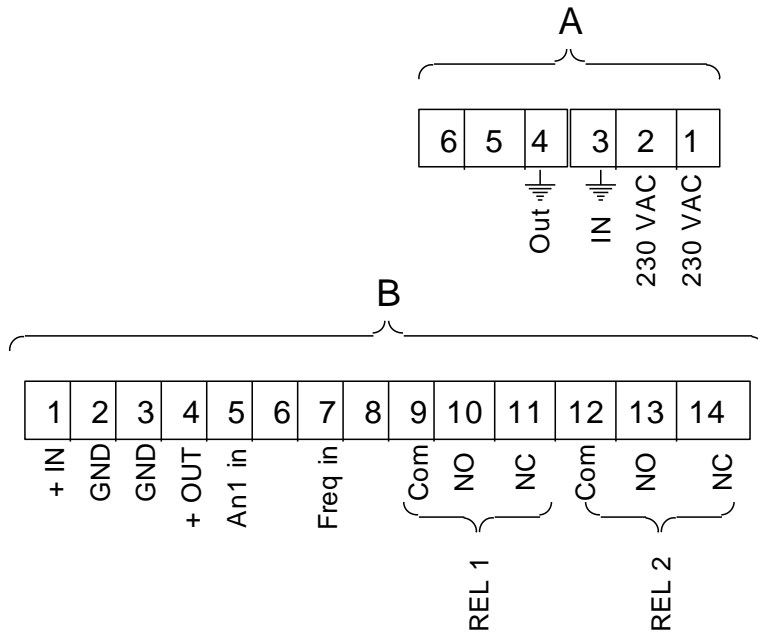 A
6 5 4 3 2 1
Out IN 230 VAC 230 VAC
B
1 2 3 4 5 6 7 8 9 10 11 12 13 14
+ IN GND GND + OUT An1 in Freq in Com NO NC Com NO NC
REL 1 REL 2